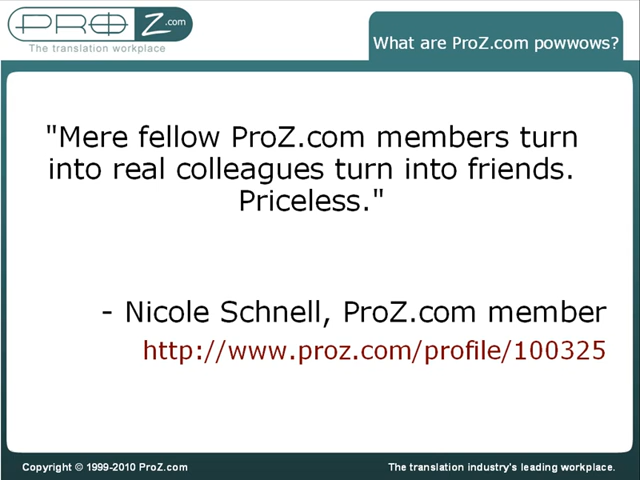 PROZ.com
The translation workplace
What are ProZ.com powwows?
"Mere fellow ProZ.com members turn
into real colleagues turn into friends.
Priceless."
- Nicole Schnell, ProZ.com member
http://www.proz.com/profile/100325
Copyright © 1999-2010 ProZ.com
The translation industry's leading workplace.